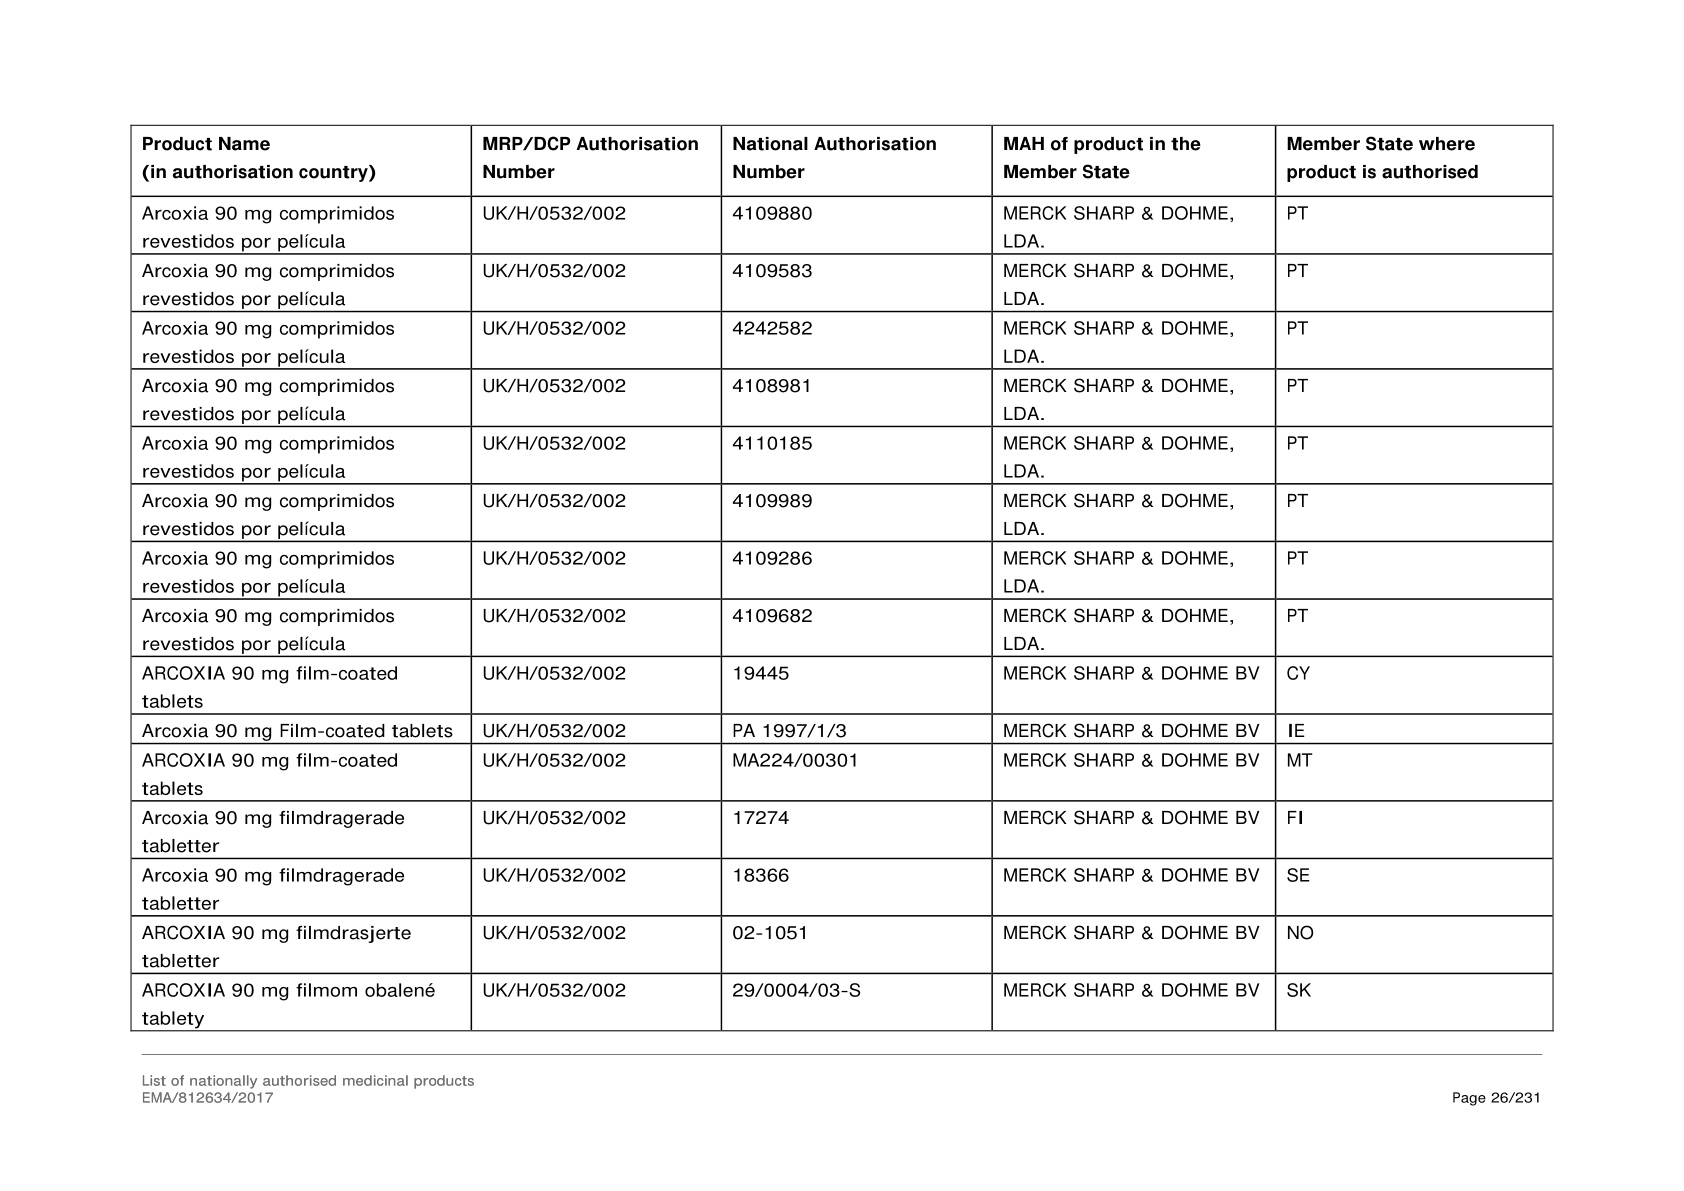 Product Name
(in authorisation country)
MRP/DCP Authorisation
Number
National Authorisation
Number
MAH of product in the
Member State
Member State where
product is authorised
Arcoxia 90 mg comprimidos
revestidos por película
UK/H/0532/002
4109880
MERCK SHARP & DOHME,
LDA.
PT
Arcoxia 90 mg comprimidos
revestidos por película
UK/H/0532/002
4109583
MERCK SHARP & DOHME,
LDA.
PT
Arcoxia 90 mg comprimidos
revestidos por película
UK/H/0532/002
4242582
MERCK SHARP & DOHME,
LDA.
PT
Arcoxia 90 mg comprimidos
revestidos por película
UK/H/0532/002
4108981
MERCK SHARP & DOHME,
LDA.
PT
Arcoxia 90 mg comprimidos
revestidos por película
UK/H/0532/002
4110185
MERCK SHARP & DOHME,
LDA.
PT
Arcoxia 90 mg comprimidos
revestidos por película
UK/H/0532/002
4109989
MERCK SHARP & DOHME,
LDA.
PT
Arcoxia 90 mg comprimidos
revestidos por película
UK/H/0532/002
4109286
MERCK SHARP & DOHME,
LDA.
PT
Arcoxia 90 mg comprimidos
revestidos por película
UK/H/0532/002
4109682
MERCK SHARP & DOHME,
LDA.
PT
ARCOXIA 90 mg film-coated
tablets
UK/H/0532/002
19445
MERCK SHARP & DOHME BV
CY
Arcoxia 90 mg Film-coated tablets
UK/H/0532/002
PA 1997/1/3
MERCK SHARP & DOHME BV
IE
ARCOXIA 90 mg film-coated
tablets
UK/H/0532/002
MA224/00301
MERCK SHARP & DOHME BV
MT
Arcoxia 90 mg filmdragerade
tabletter
UK/H/0532/002
17274
MERCK SHARP & DOHME BV
FI
Arcoxia 90 mg filmdragerade
tabletter
UK/H/0532/002
18366
MERCK SHARP & DOHME BV
SE
ARCOXIA 90 mg filmdrasjerte
tabletter
UK/H/0532/002
02-1051
MERCK SHARP & DOHME BV
NO
ARCOXIA 90 mg filmom obalené
tablety
UK/H/0532/002
29/0004/03-S
MERCK SHARP & DOHME BV
SK
List of nationally authorised medicinal products
EMA/812634/2017
Page 26/231